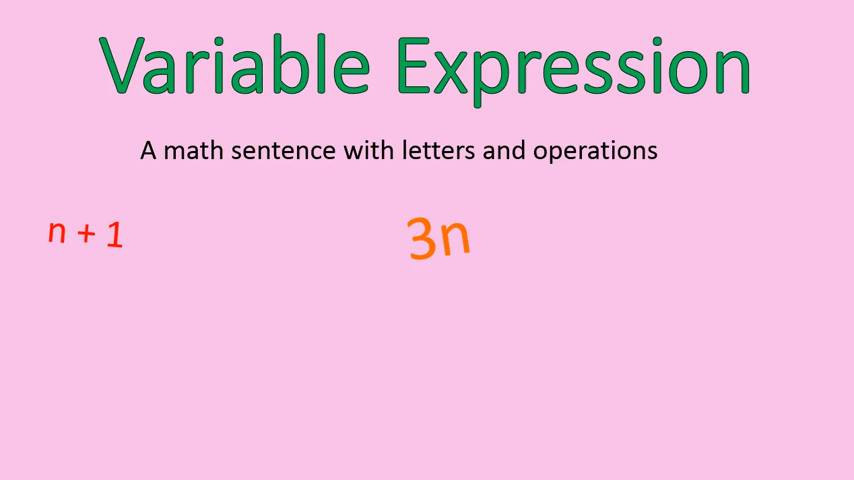 Variable Expression
A math sentence with letters and operations
n + 1
3n